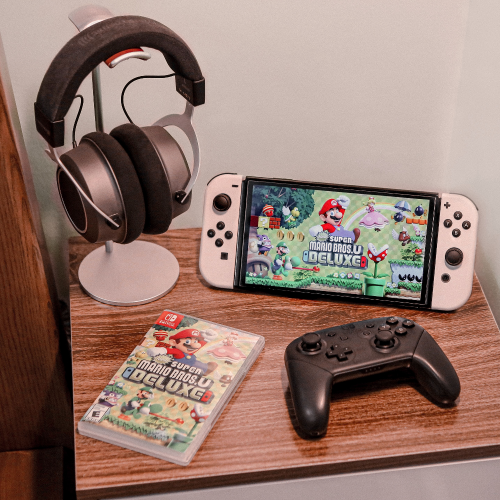 NEW
SUPER
MARIO BROS. U
DELUXE
NEW
SUPER
MARIO BROS. U
DELUXE
E